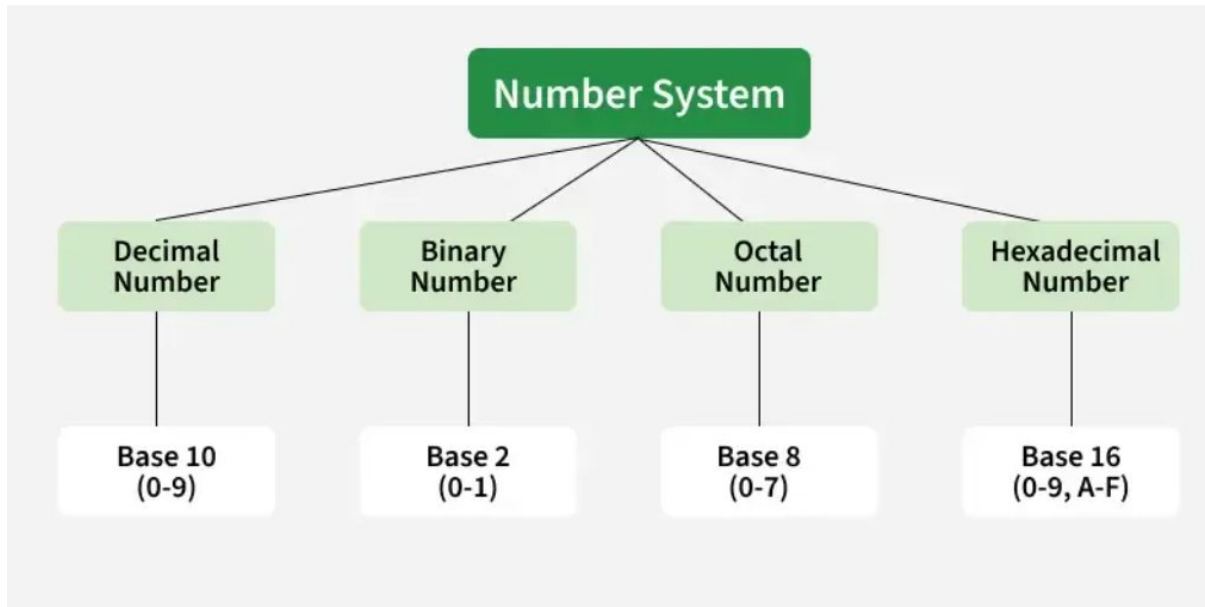 Number System
Decimal
Number
Binary
Number
Octal
Number
Hexadecimal
Number
Base 10
(0-9)
Base 2
(0-1)
Base 8
(0-7)
Base 16
(0-9, A-F)